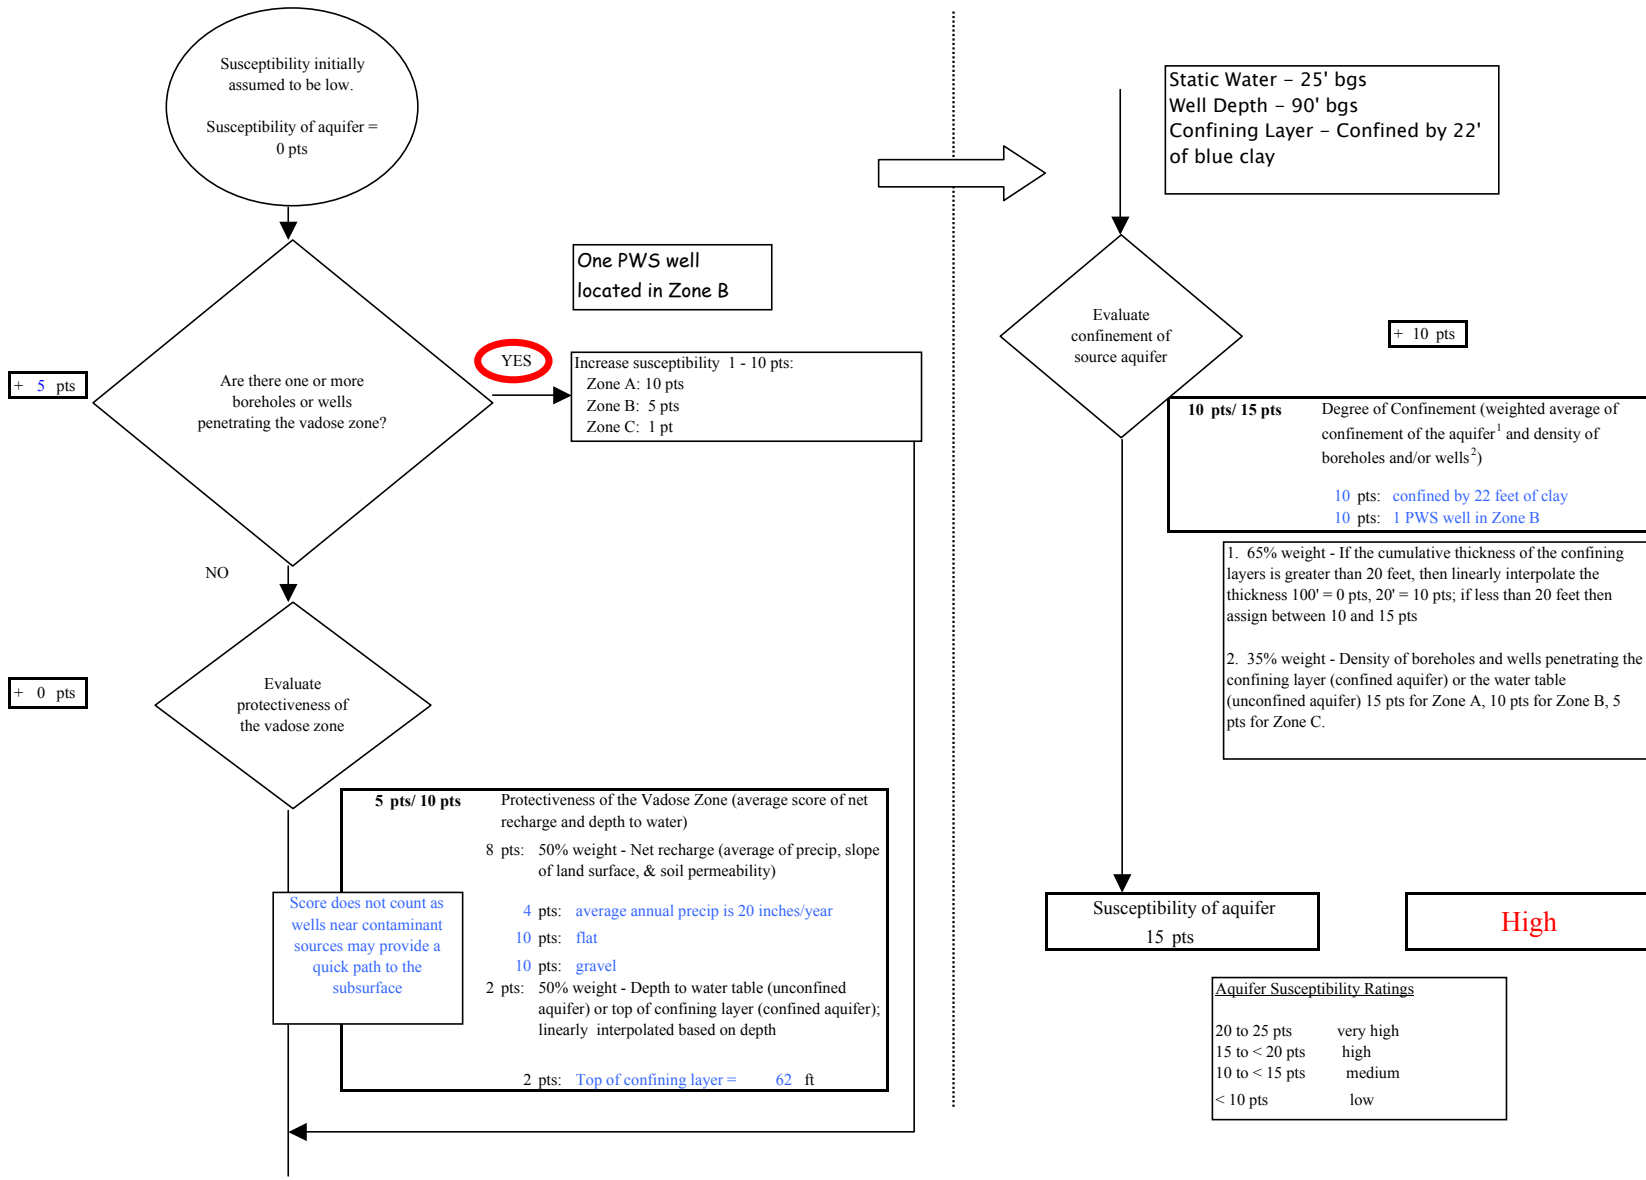 Susceptibility initially
assumed to be low.
Susceptibility of aquifer =
0 pts
One PWS well
located in Zone B
YES
+ 5 pts
Are there one or more
boreholes or wells
penetrating the vadose zone?
Increase susceptibility 1 - 10 pts:
Zone A: 10 pts
Zone B: 5 pts
Zone C: 1 pt
NO
+ 0 pts
Evaluate
protectiveness of
the vadose zone
5 pts/ 10 pts Protectiveness of the Vadose Zone (average score of net
recharge and depth to water)
8 pts: 50% weight - Net recharge (average of precip, slope
of land surface, & soil permeability)
4 pts: average annual precip is 20 inches/year
10 pts: flat
10 pts: gravel
2 pts: 50% weight - Depth to water table (unconfined
aquifer) or top of confining layer (confined aquifer);
linearly interpolated based on depth
2 pts: Top of confining layer = 62 ft
Score does not count as
wells near contaminant
sources may provide a
quick path to the
subsurface
Static Water – 25' bgs
Well Depth – 90' bgs
Confining Layer – Confined by 22'
of blue clay
Evaluate
confinement of
source aquifer
+ 10 pts
10 pts/ 15 pts Degree of Confinement (weighted average of
confinement of the aquifer1 and density of
boreholes and/or wells2)
10 pts: confined by 22 feet of clay
10 pts: 1 PWS well in Zone B
1. 65% weight - If the cumulative thickness of the confining
layers is greater than 20 feet, then linearly interpolate the
thickness 100' = 0 pts, 20' = 10 pts; if less than 20 feet then
assign between 10 and 15 pts
2. 35% weight - Density of boreholes and wells penetrating the
confining layer (confined aquifer) or the water table
(unconfined aquifer) 15 pts for Zone A, 10 pts for Zone B, 5
pts for Zone C.
Susceptibility of aquifer
15 pts
High
Aquifer Susceptibility Ratings
20 to 25 pts very high
15 to < 20 pts high
10 to < 15 pts medium
< 10 pts low